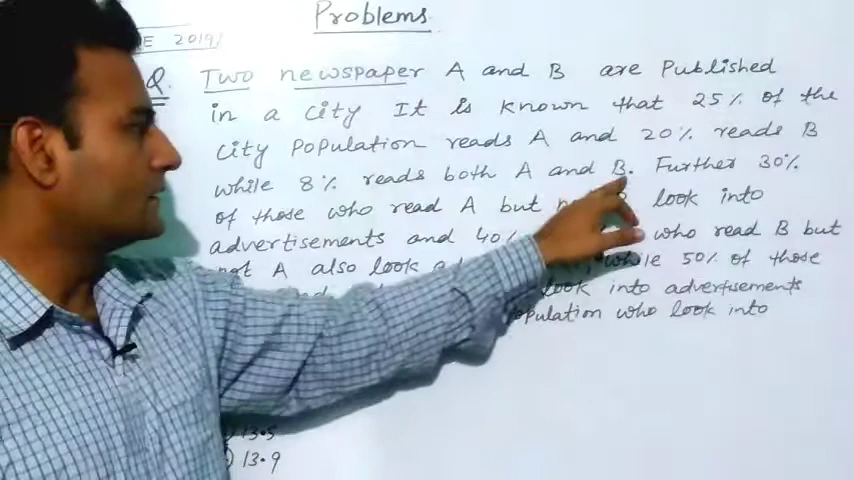 Problems
E 2019/
Q. Two newspaper A and B are Published
in a city It is known that 25% of the
city Population reads A and 20% reads B
while 8% reads both A and B. Further 30%
of those who read A but look into
advertisements and 40% who read B but
not A also look while 50% of those
look into advertisements
population who look into
13.5
13.9